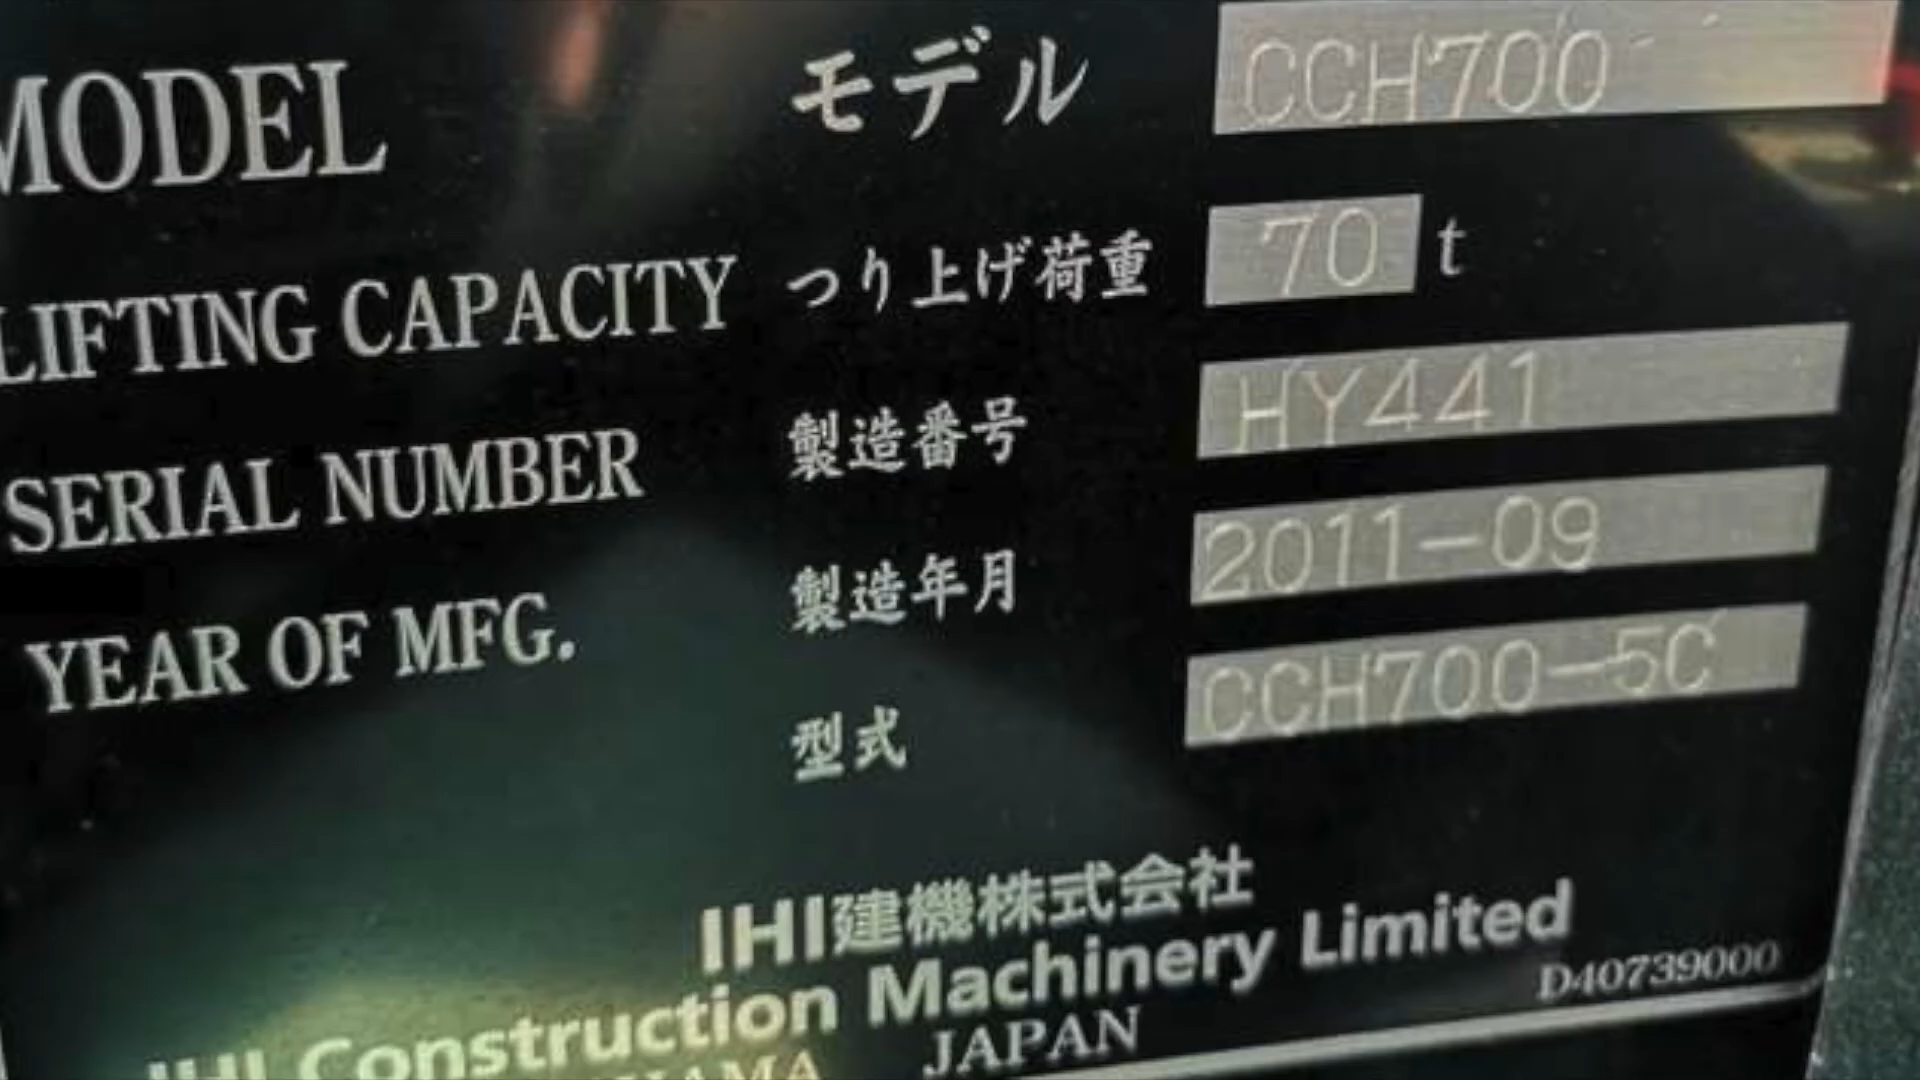 MODEL モデル CCH700
LIFTING CAPACITY つり上げ荷重 70 t
SERIAL NUMBER 製造番号 HY441
YEAR OF MFG. 製造年月 2011-09
型式 CCH700-5C
IHI建機株式会社
IHI Construction Machinery Limited
D40739000
JAPAN